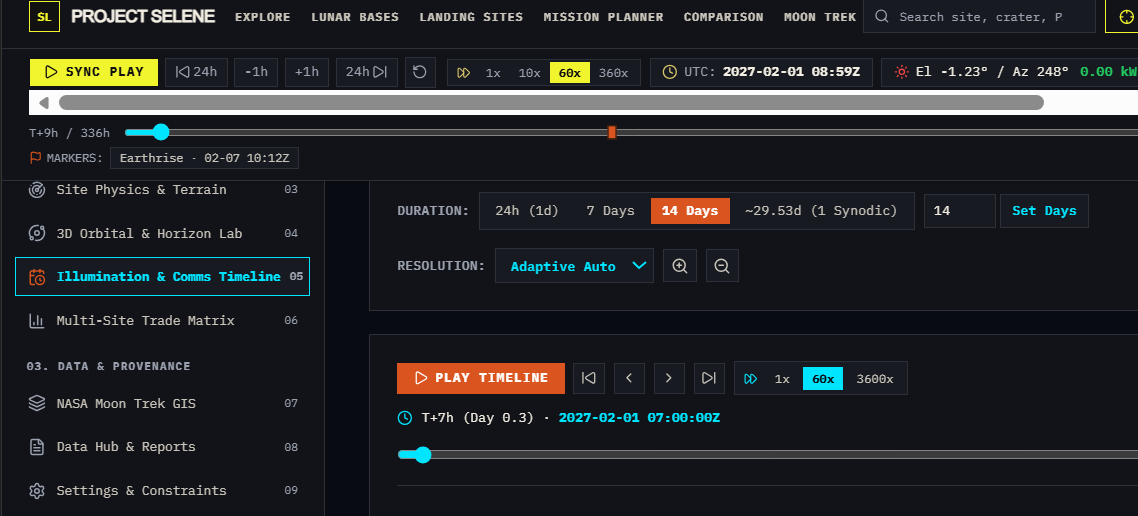 SL PROJECT SELENE EXPLORE LUNAR BASES LANDING SITES MISSION PLANNER COMPARISON MOON TREK Search site, crater, P
SYNC PLAY 24h -1h +1h 24h 1x 10x 60x 360x UTC: 2027-02-01 08:59Z El -1.23° / Az 248° 0.00 kW
T+9h / 336h
MARKERS: Earthrise · 02-07 10:12Z
Site Physics & Terrain 03
3D Orbital & Horizon Lab 04
Illumination & Comms Timeline 05
Multi-Site Trade Matrix 06
03. DATA & PROVENANCE
NASA Moon Trek GIS 07
Data Hub & Reports 08
Settings & Constraints 09
DURATION: 24h (1d) 7 Days 14 Days ~29.53d (1 Synodic) 14 Set Days
RESOLUTION: Adaptive Auto
PLAY TIMELINE 1x 60x 3600x
T+7h (Day 0.3) · 2027-02-01 07:00:00Z